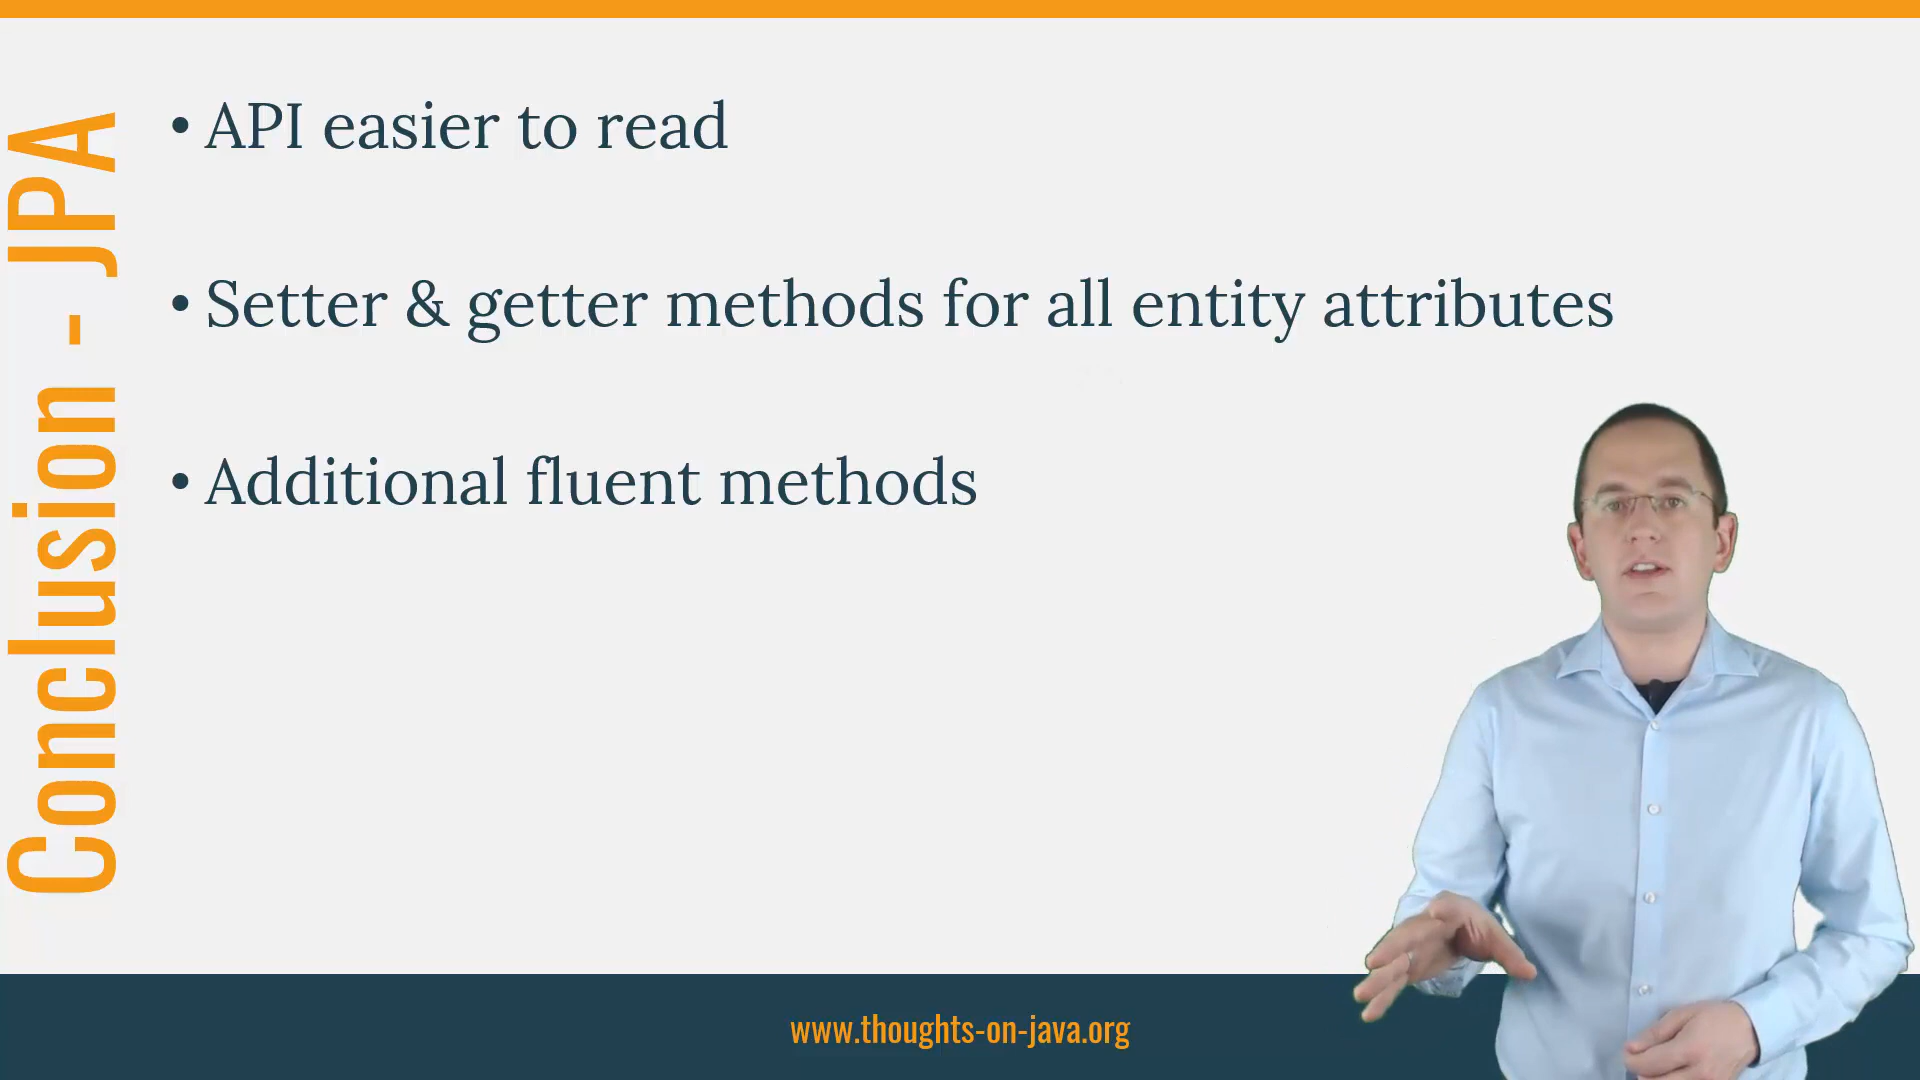 Conclusion - JPA
• API easier to read
• Setter & getter methods for all entity attributes
• Additional fluent methods
www.thoughts-on-java.org